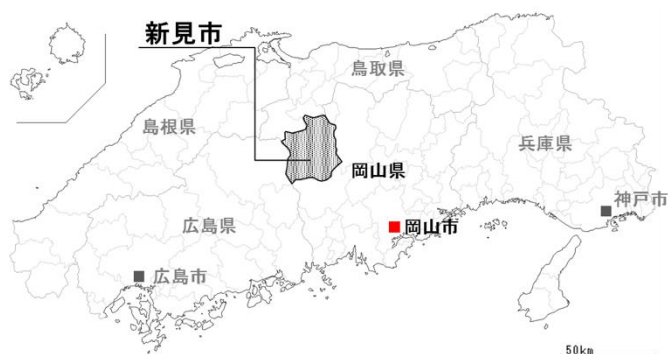 新見市
鳥取県
島根県
兵庫県
岡山県
神戸市
広島県
岡山市
広島市
50km